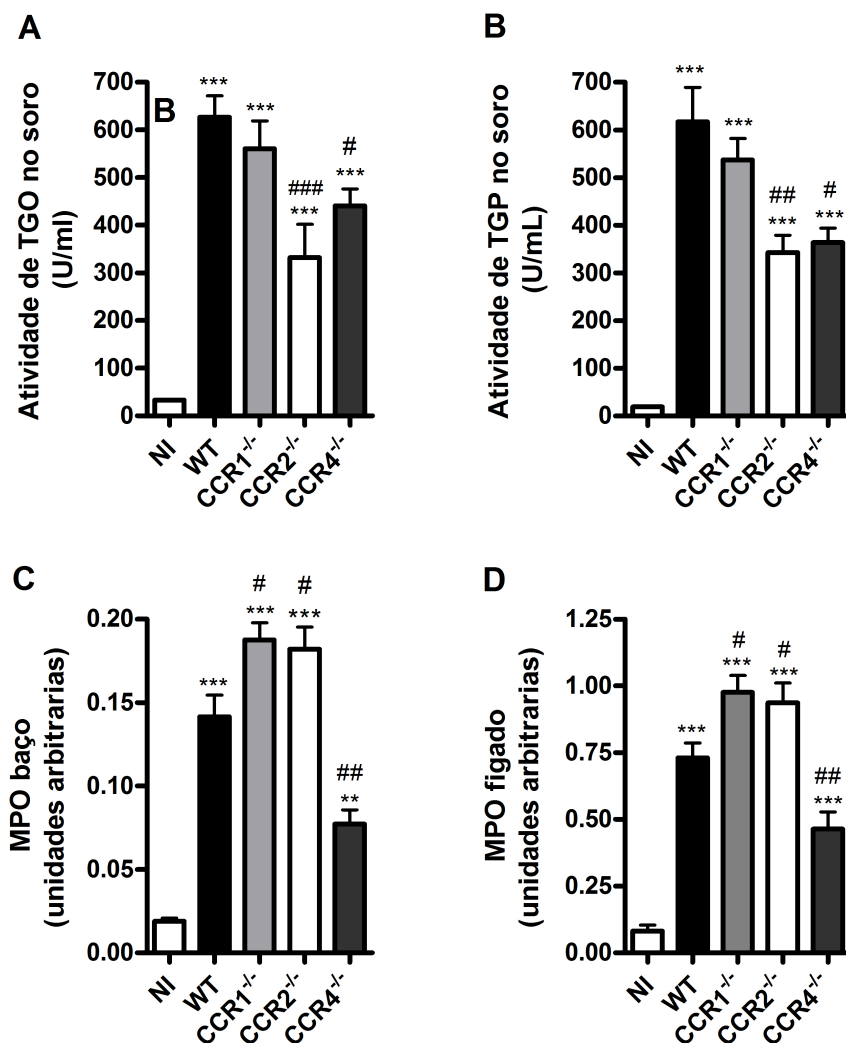 A
Atividade de TGO no soro
(U/ml)
700
600
500
400
300
200
100
0
B
***
***
###
***
#
***
NI
WT
CCR1-/-
CCR2-/-
CCR4-/-
B
Atividade de TGP no soro
(U/mL)
700
600
500
400
300
200
100
0
***
***
##
***
#
***
NI
WT
CCR1-/-
CCR2-/-
CCR4-/-
C
MPO baço
(unidades arbitrarias)
0.20
0.15
0.10
0.05
0.00
***
#
***
#
***
##
**
NI
WT
CCR1-/-
CCR2-/-
CCR4-/-
D
MPO figado
(unidades arbitrarias)
1.25
1.00
0.75
0.50
0.25
0.00
***
#
***
#
***
##
***
NI
WT
CCR1-/-
CCR2-/-
CCR4-/-